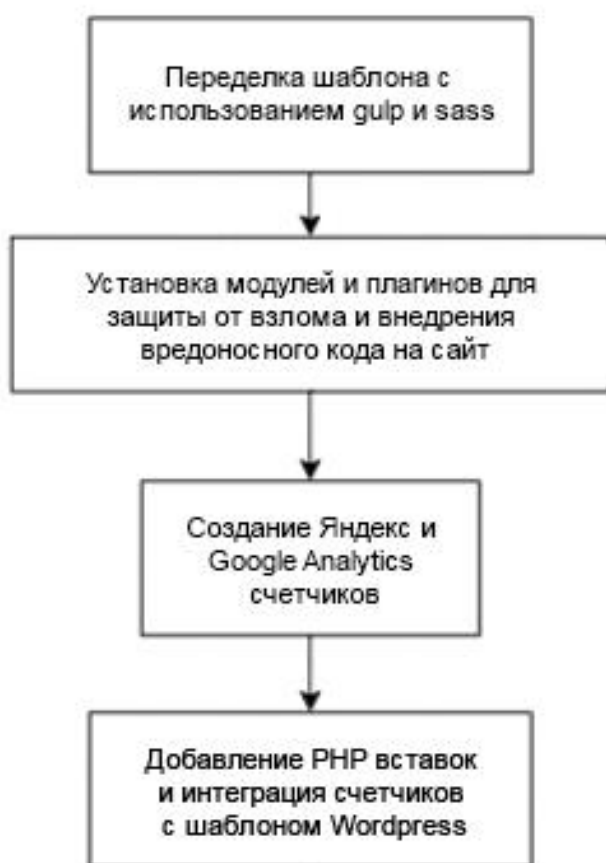 Переделка шаблона с
использованием gulp и sass
Установка модулей и плагинов для
защиты от взлома и внедрения
вредоносного кода на сайт
Создание Яндекс и
Google Analytics
счетчиков
Добавление PHP вставок
и интеграция счетчиков
с шаблоном Wordpress